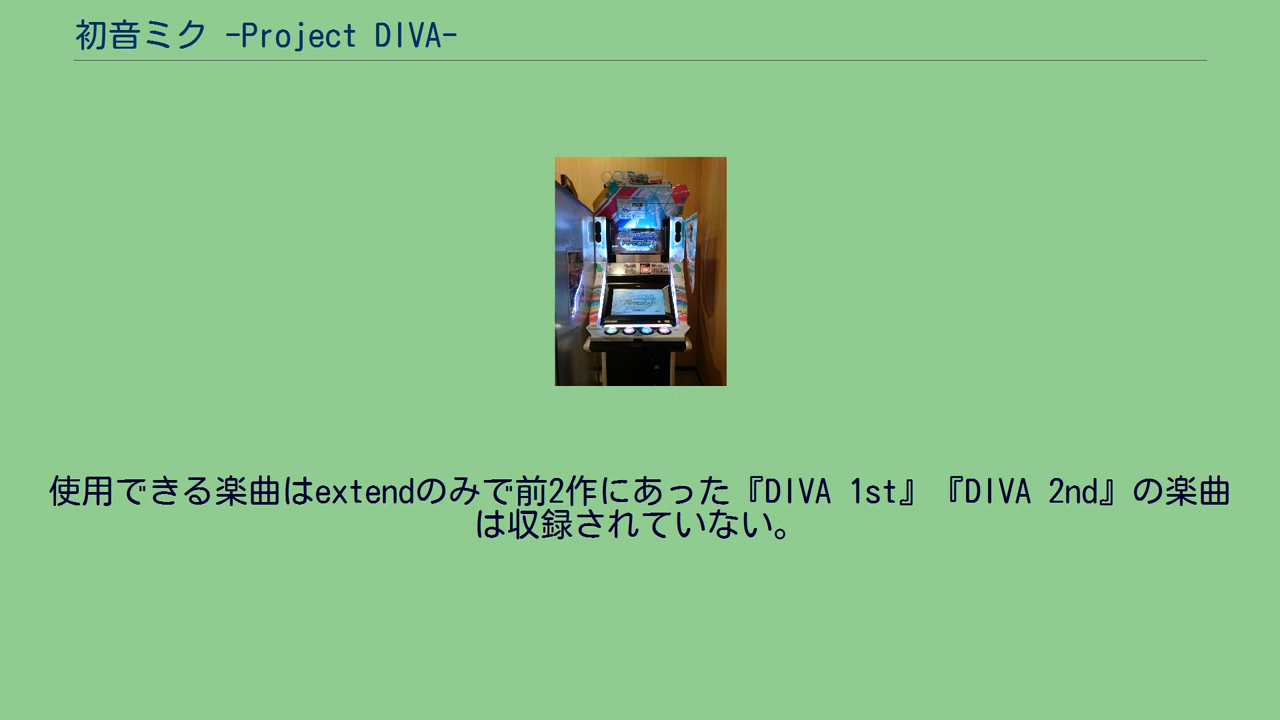 初音ミク -Project DIVA-
使用できる楽曲はextendのみで前2作にあった『DIVA 1st』『DIVA 2nd』の楽曲
は収録されていない。